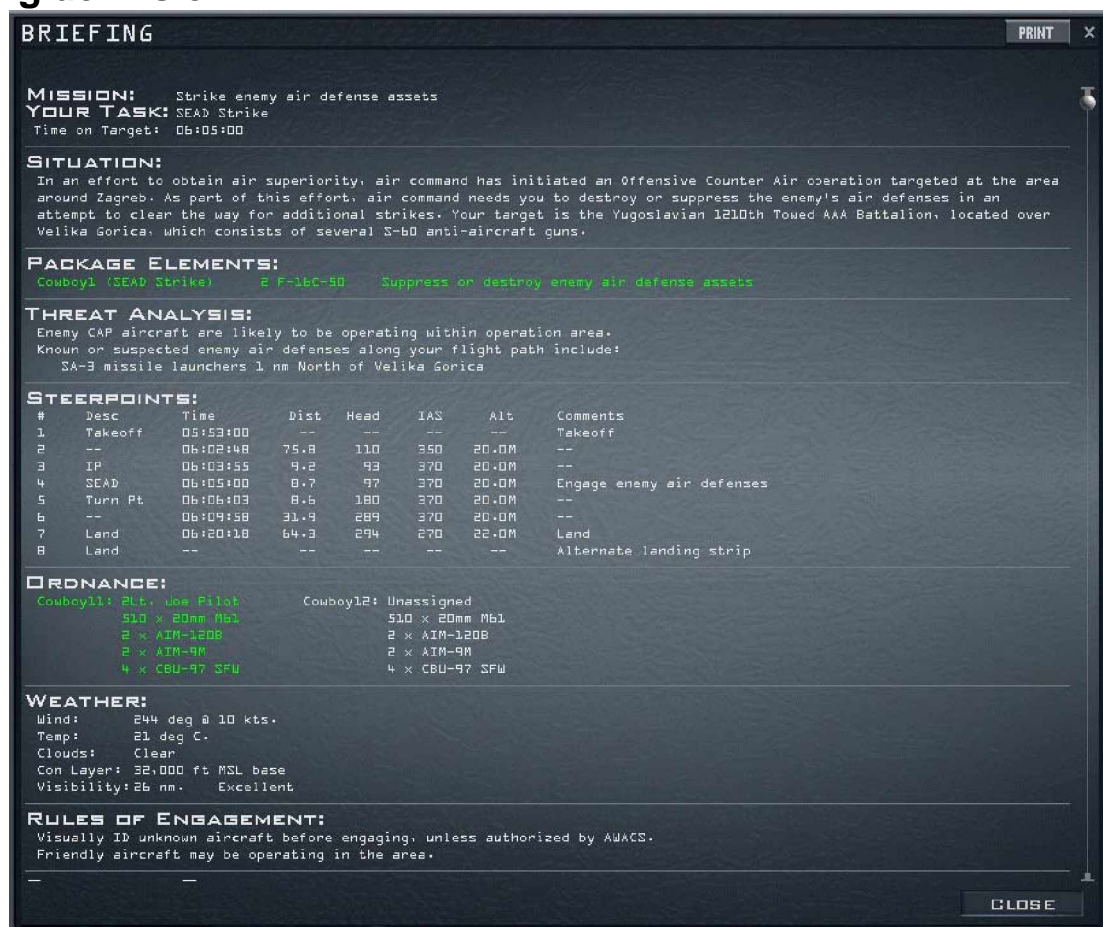 BRIEFING
PRINT X
MISSION: Strike enemy air defense assets
YOUR TASK: SEAD Strike
Time on Target: 06:05:00
SITUATION:
In an effort to obtain air superiority, air command has initiated an Offensive Counter Air operation targeted at the area
around Zagreb. As part of this effort, air command needs you to destroy or suppress the enemy's air defenses in an
attempt to clear the way for additional strikes. Your target is the Yugoslavian 1210th Towed AAA Battalion, located over
Velika Gorica, which consists of several S-60 anti-aircraft guns.
PACKAGE ELEMENTS:
Cowboy1 (SEAD Strike) 2 F-16C-50 Suppress or destroy enemy air defense assets
THREAT ANALYSIS:
Enemy CAP aircraft are likely to be operating within operation area.
Known or suspected enemy air defenses along your flight path include:
SA-3 missile launchers 1 nm North of Velika Gorica
STEERPOINTS:
# Desc Time Dist Head IAS Alt Comments
1 Takeoff 05:53:00 -- -- -- -- Takeoff
2 -- 06:02:48 75.8 110 350 20.0M --
3 IP 06:03:55 9.2 93 370 20.0M --
4 SEAD 06:05:00 8.7 97 370 20.0M Engage enemy air defenses
5 Turn Pt 06:06:03 8.6 180 370 20.0M --
6 -- 06:09:58 31.9 289 370 20.0M --
7 Land 06:20:18 64.3 294 270 22.0M Land
8 Land -- -- -- -- -- Alternate landing strip
ORDNANCE:
Cowboy11: 2Lt. Joe Pilot Cowboy12: Unassigned
510 x 20mm M61 510 x 20mm M61
2 x AIM-120B 2 x AIM-120B
2 x AIM-9M 2 x AIM-9M
4 x CBU-97 SFW 4 x CBU-97 SFW
WEATHER:
Wind: 244 deg @ 10 kts.
Temp: 21 deg C.
Clouds: Clear
Con Layer: 32,000 ft MSL base
Visibility: 26 nm. Excellent
RULES OF ENGAGEMENT:
Visually ID unknown aircraft before engaging, unless authorized by AWACS.
Friendly aircraft may be operating in the area.
CLOSE